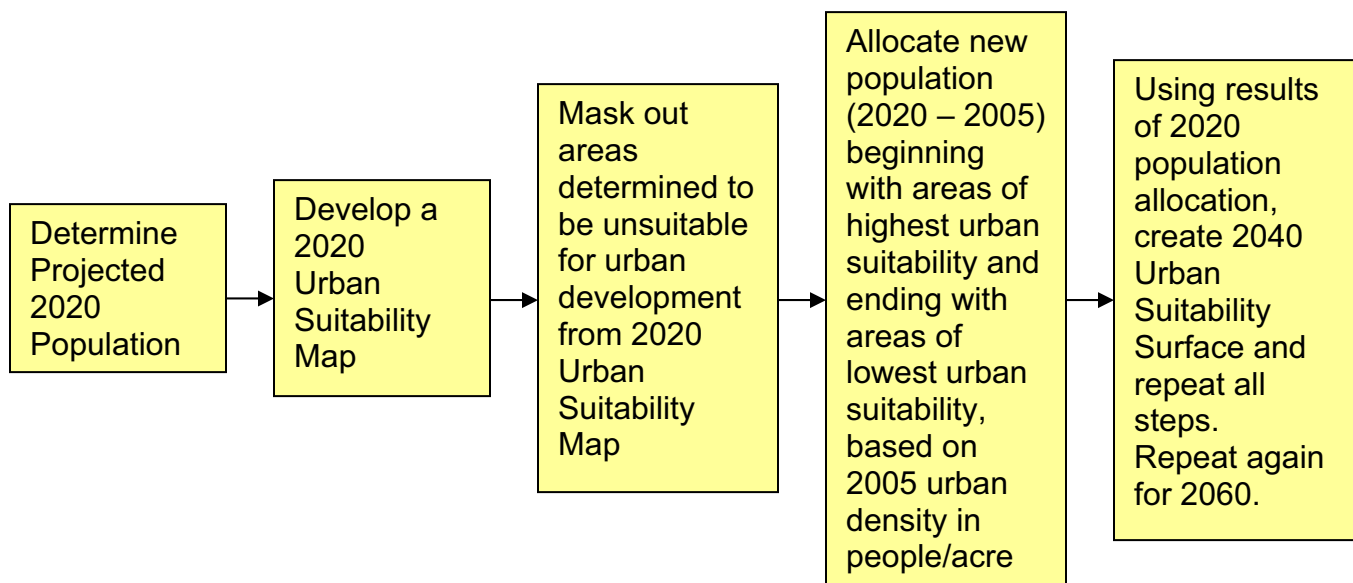 Determine
Projected
2020
Population
Develop a
2020
Urban
Suitability
Map
Mask out
areas
determined to
be unsuitable
for urban
development
from 2020
Urban
Suitability
Map
Allocate new
population
(2020 – 2005)
beginning
with areas of
highest urban
suitability and
ending with
areas of
lowest urban
suitability,
based on
2005 urban
density in
people/acre
Using results
of 2020
population
allocation,
create 2040
Urban
Suitability
Surface and
repeat all
steps.
Repeat again
for 2060.